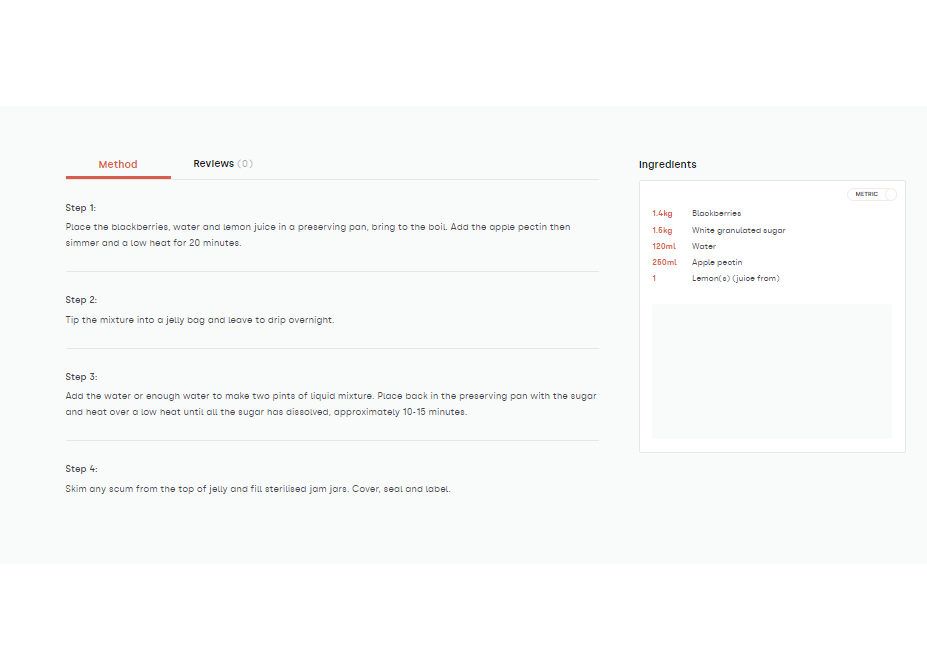 Method
Reviews (0)
Step 1:
Place the blackberries, water and lemon juice in a preserving pan, bring to the boil. Add the apple pectin then
simmer and a low heat for 20 minutes.
Step 2:
Tip the mixture into a jelly bag and leave to drip overnight.
Step 3:
Add the water or enough water to make two pints of liquid mixture. Place back in the preserving pan with the sugar
and heat over a low heat until all the sugar has dissolved, approximately 10-15 minutes.
Step 4:
Skim any scum from the top of jelly and fill sterilised jam jars. Cover, seal and label.
Ingredients
METRIC
1.4kg Blackberries
1.5kg White granulated sugar
120ml Water
250ml Apple pectin
1 Lemon(s) (juice from)